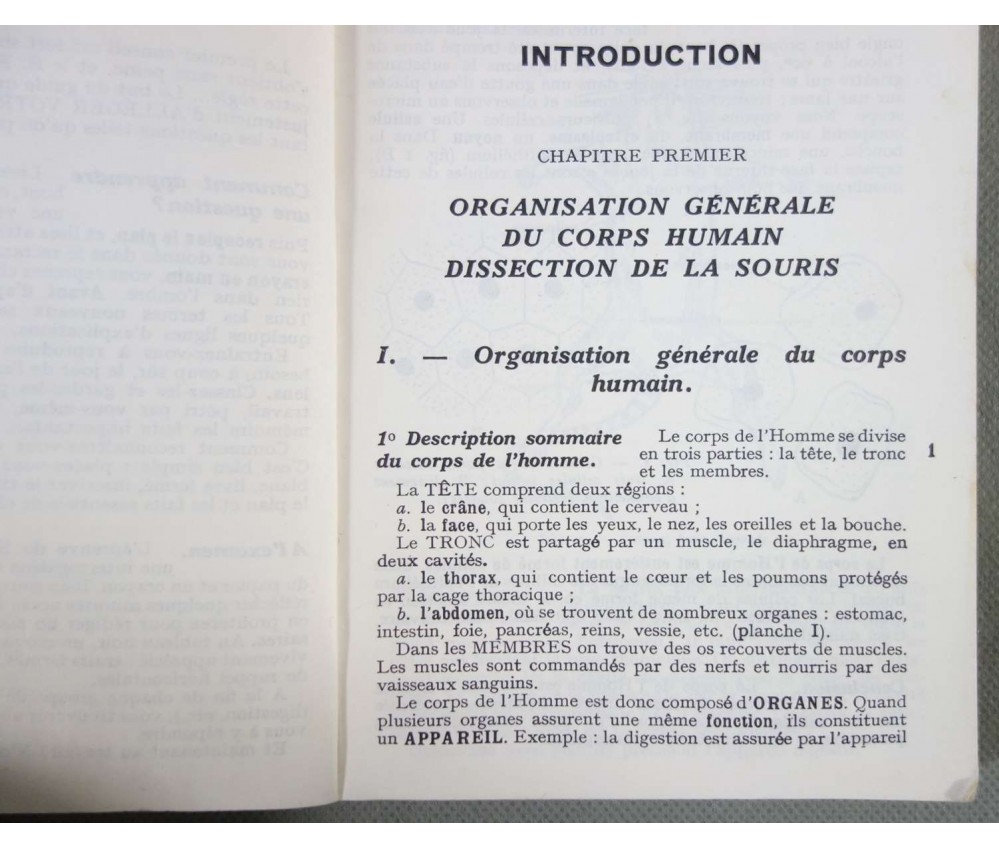 INTRODUCTION
CHAPITRE PREMIER
ORGANISATION GÉNÉRALE
DU CORPS HUMAIN
DISSECTION DE LA SOURIS
I. — Organisation générale du corps
humain.
1º Description sommaire
du corps de l'homme.
Le corps de l'Homme se divise
en trois parties : la tête, le tronc
et les membres.
1
La TÊTE comprend deux régions :
a. le crâne, qui contient le cerveau ;
b. la face, qui porte les yeux, le nez, les oreilles et la bouche.
Le TRONC est partagé par un muscle, le diaphragme, en
deux cavités.
a. le thorax, qui contient le cœur et les poumons protégés
par la cage thoracique ;
b. l'abdomen, où se trouvent de nombreux organes : estomac,
intestin, foie, pancréas, reins, vessie, etc. (planche I).
Dans les MEMBRES on trouve des os recouverts de muscles.
Les muscles sont commandés par des nerfs et nourris par des
vaisseaux sanguins.
Le corps de l'Homme est donc composé d'ORGANES. Quand
plusieurs organes assurent une même fonction, ils constituent
un APPAREIL. Exemple : la digestion est assurée par l'appareil